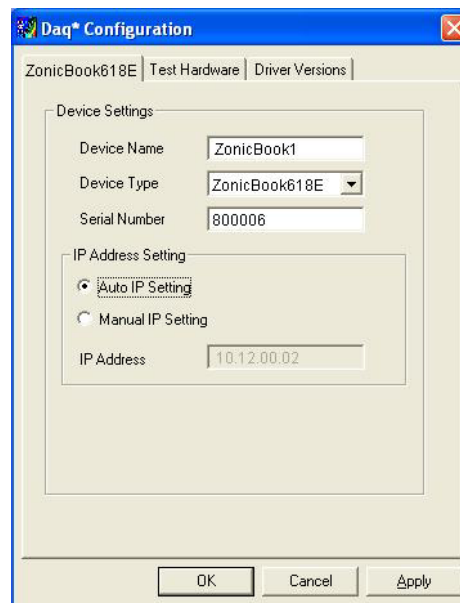 Daq* Configuration
ZonicBook618E Test Hardware Driver Versions
Device Settings
Device Name ZonicBook1
Device Type ZonicBook618E
Serial Number 800006
IP Address Setting
Auto IP Setting
Manual IP Setting
IP Address 10.12.00.02
OK Cancel Apply